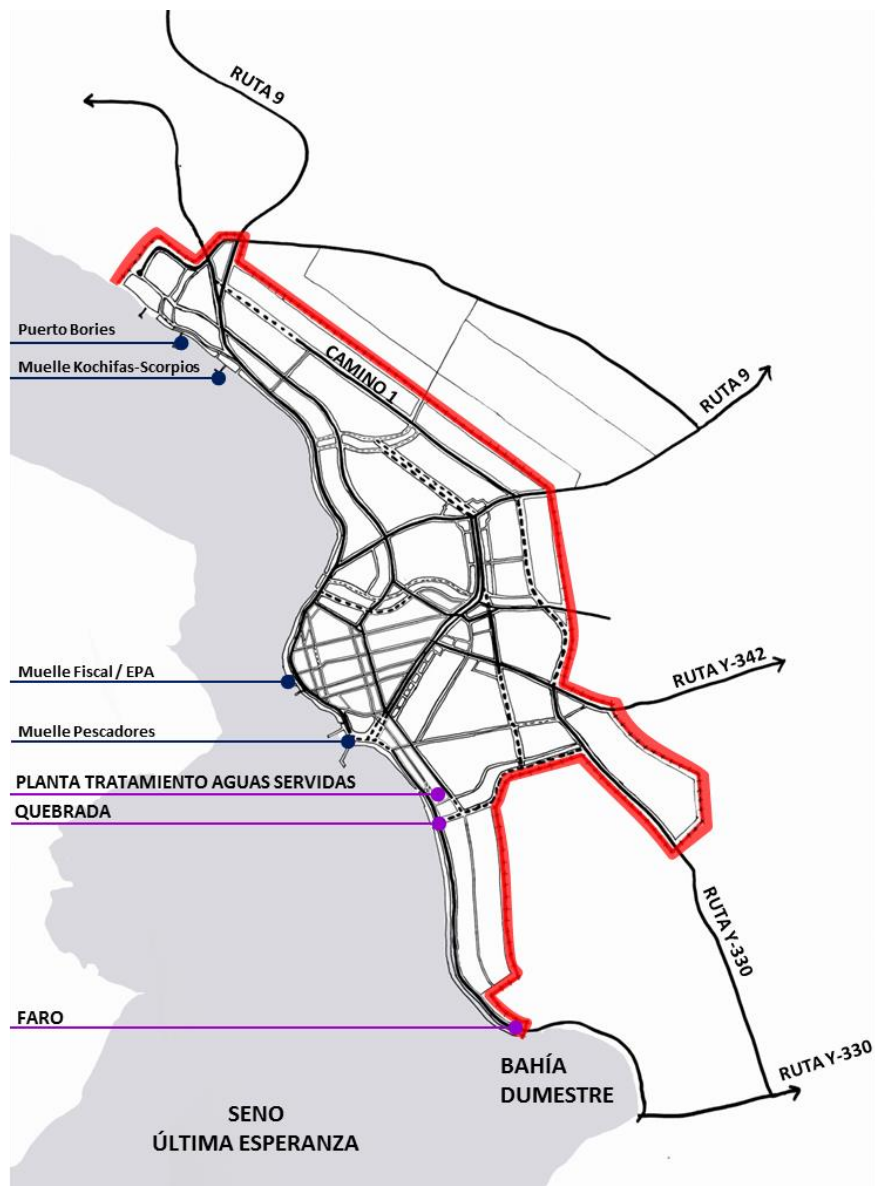 RUTA 9
Puerto Bories
Muelle Kochifas-Scorpios
CAMINO 1
RUTA 9
Muelle Fiscal / EPA
RUTA Y-342
Muelle Pescadores
PLANTA TRATAMIENTO AGUAS SERVIDAS
QUEBRADA
RUTA Y-330
FARO
RUTA Y-330
BAHÍA
DUMESTRE
SENO
ÚLTIMA ESPERANZA